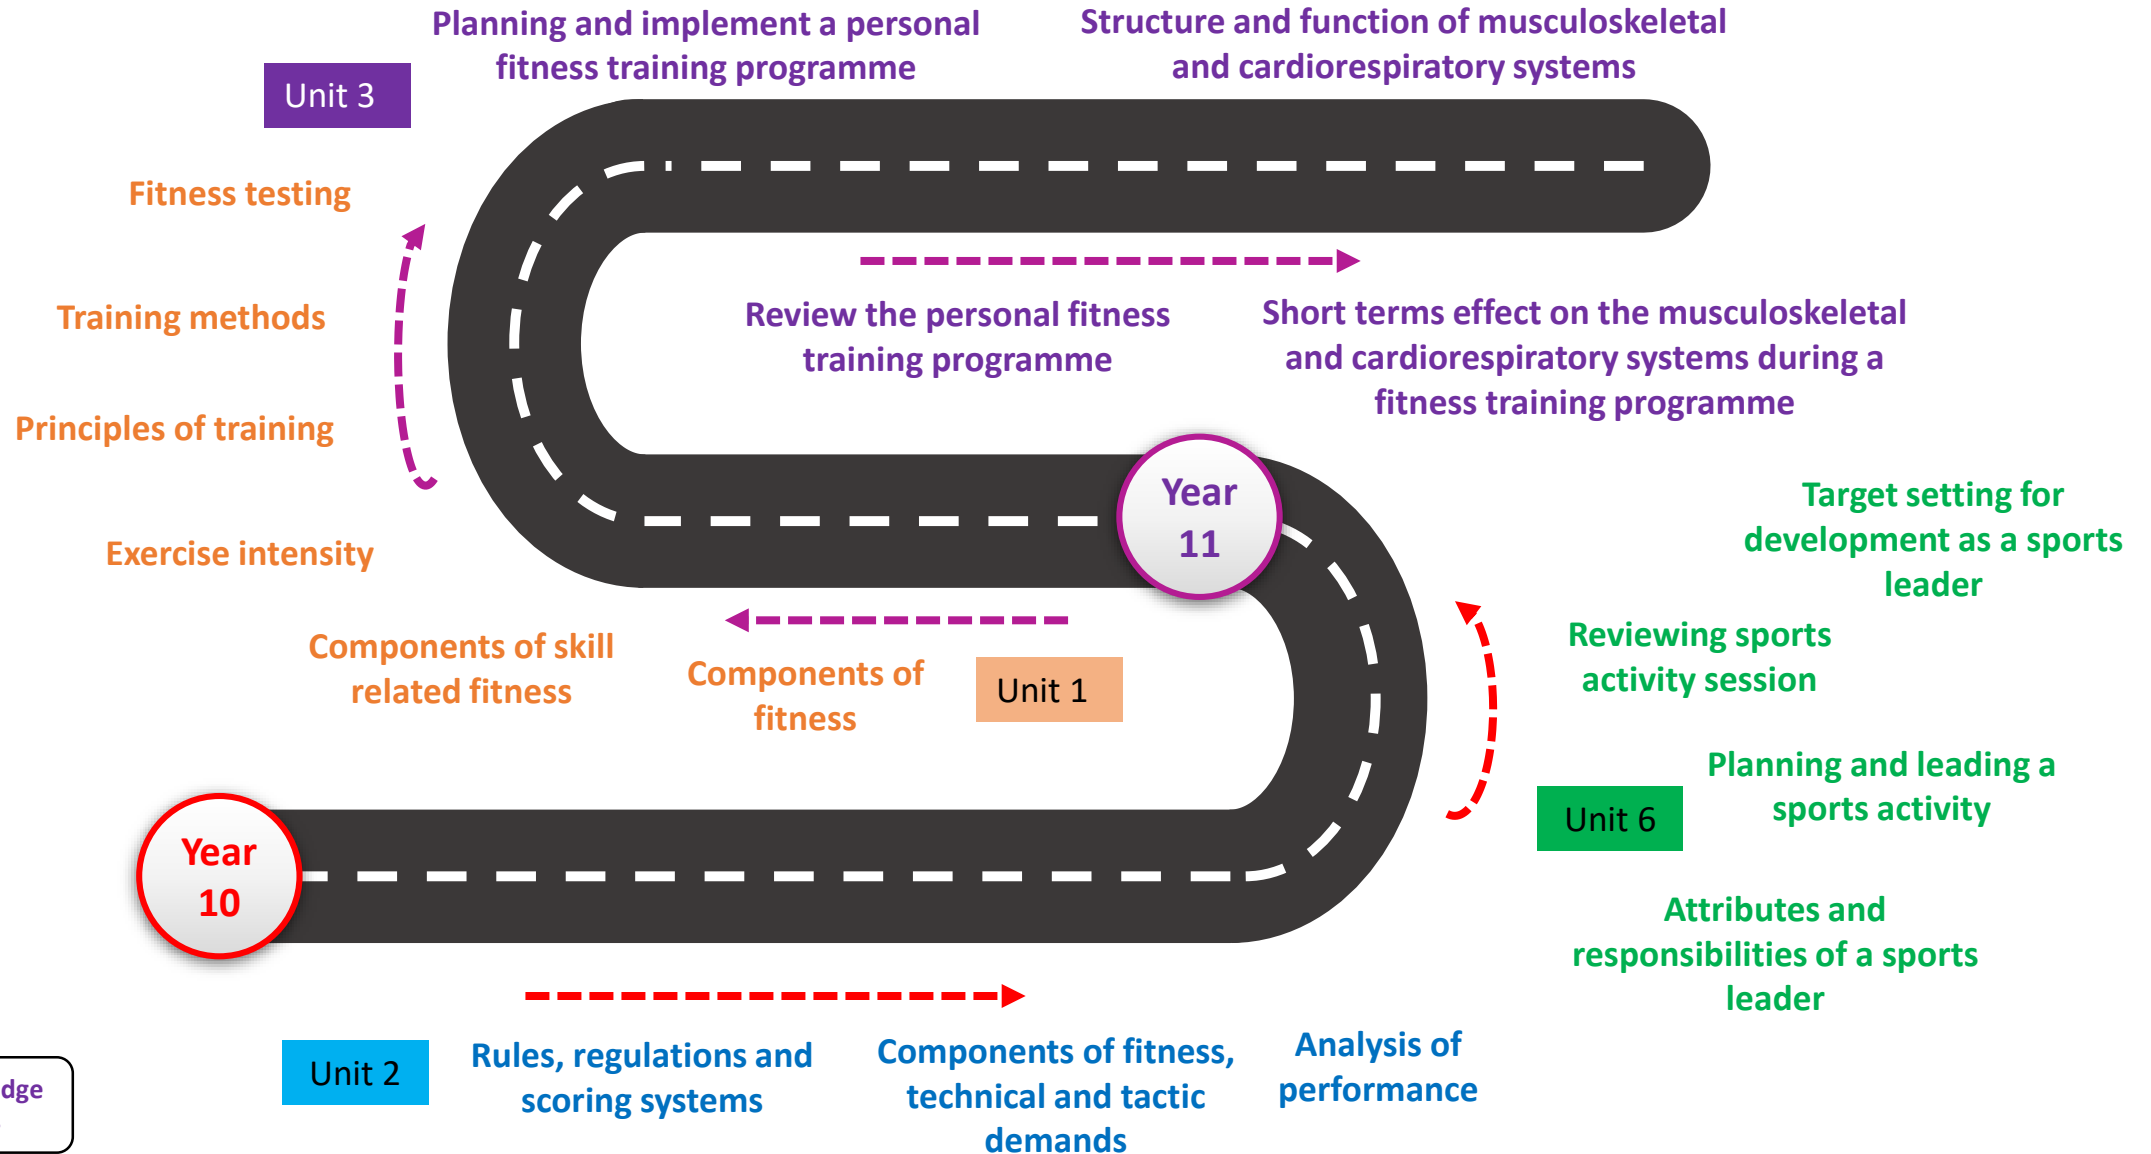 Planning and implement a personal
fitness training programme
Structure and function of musculoskeletal
and cardiorespiratory systems
Unit 3
Fitness testing
Training methods
Principles of training
Exercise intensity
Review the personal fitness
training programme
Short terms effect on the musculoskeletal
and cardiorespiratory systems during a
fitness training programme
Year
11
Target setting for
development as a sports
leader
Reviewing sports
activity session
Components of skill
related fitness
Components of
fitness
Unit 1
Planning and leading a
sports activity
Unit 6
Year
10
Attributes and
responsibilities of a sports
leader
Unit 2
Rules, regulations and
scoring systems
Components of fitness,
technical and tactic
demands
Analysis of
performance